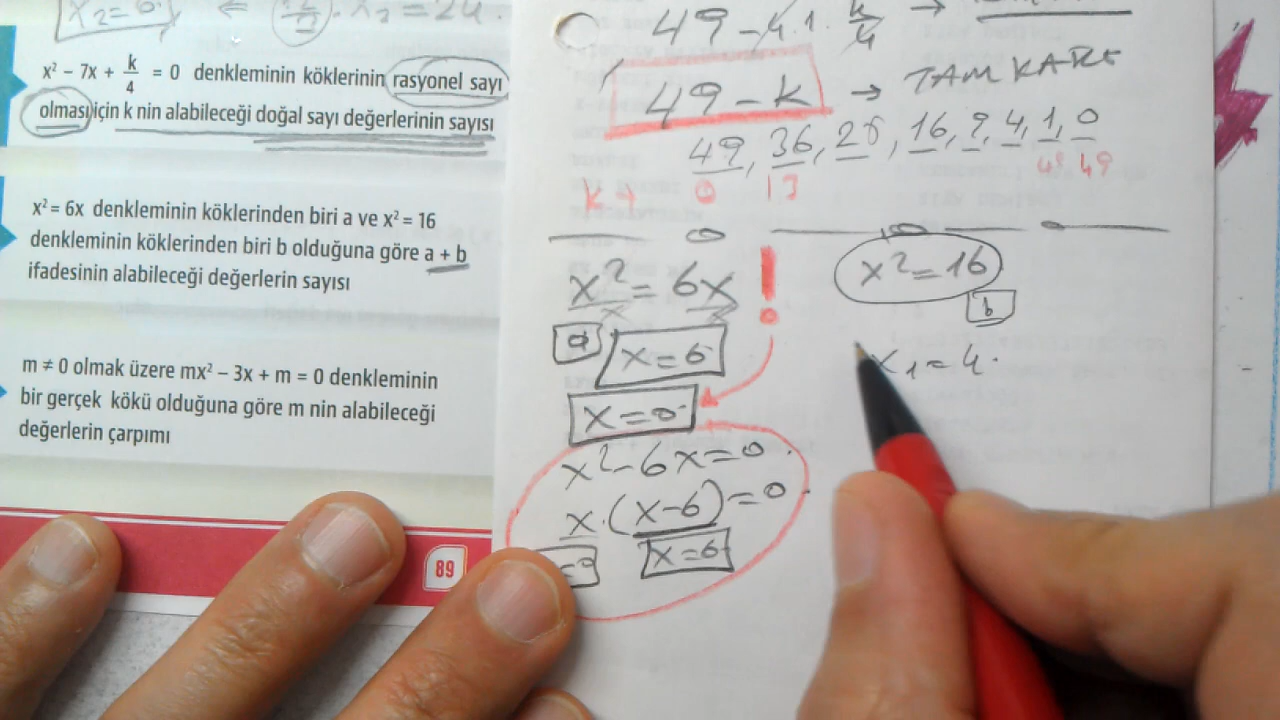 x² – 7x + k/4 = 0 denkleminin köklerinin rasyonel sayı
olması için k nin alabileceği doğal sayı değerlerinin sayısı
x² = 6x denkleminin köklerinden biri a ve x² = 16
denkleminin köklerinden biri b olduğuna göre a + b
ifadesinin alabileceği değerlerin sayısı
m ≠ 0 olmak üzere mx² – 3x + m = 0 denkleminin
bir gerçek kökü olduğuna göre m nin alabileceği
değerlerin çarpımı
89
49 – 4.1. k/4 →
49 – k → TAM KARE
49, 36, 25, 16, 9, 4, 1, 0
k → 0 13 48 49
x² = 6x !
a x = 6
x = 0
x² – 6x = 0
x.(x–6) = 0
x = 6
x² = 16
b
x₁ = 4